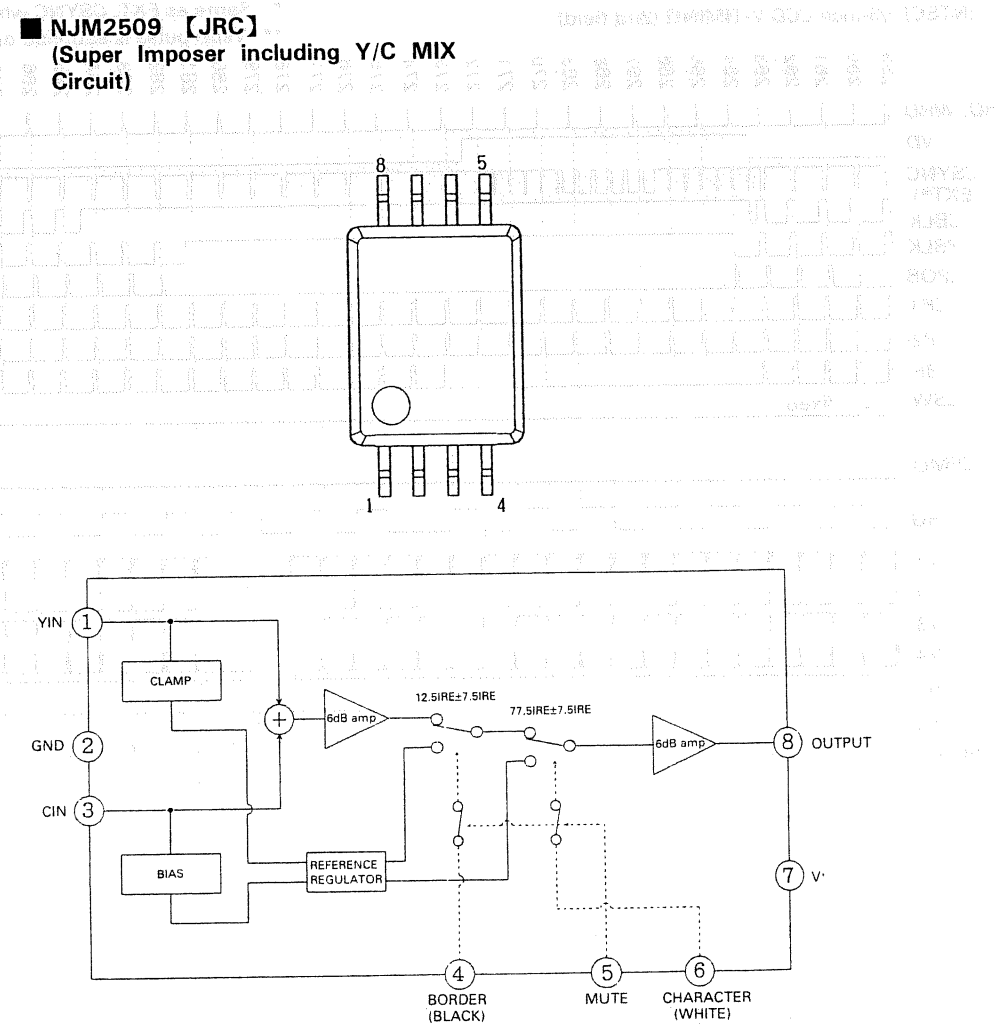 ■ NJM2509 【JRC】
(Super Imposer including Y/C MIX
Circuit)
8 5
1 4
YIN 1
CLAMP
GND 2
CIN 3
BIAS
+
6dB amp
12.5IRE±7.5IRE
77.5IRE±7.5IRE
6dB amp
8 OUTPUT
REFERENCE
REGULATOR
7 V+
4
BORDER
(BLACK)
5
MUTE
6
CHARACTER
(WHITE)